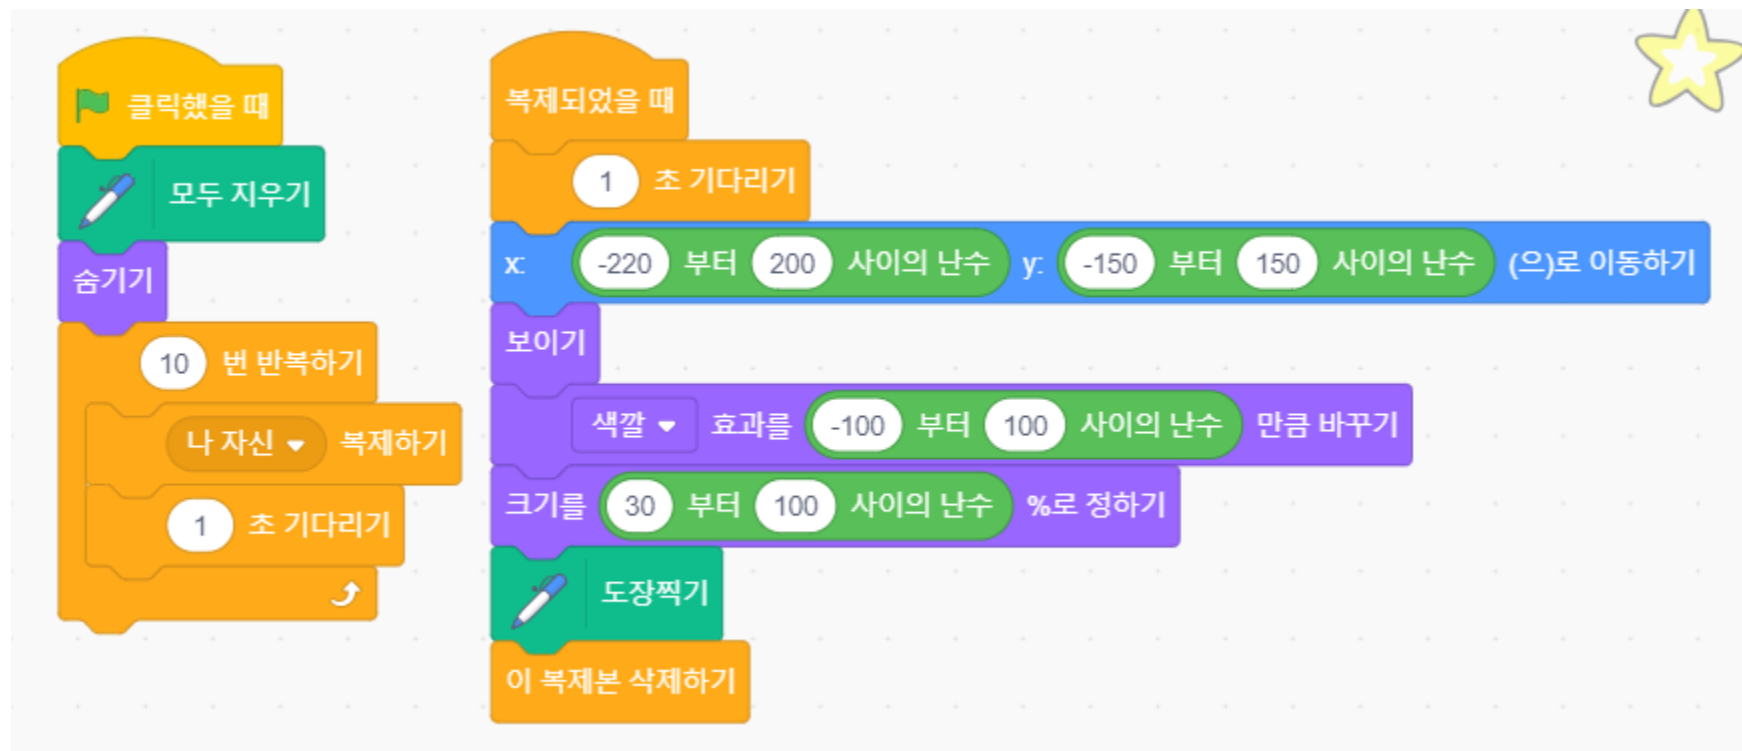 클릭했을 때
모두 지우기
숨기기
10 번 반복하기
나 자신 복제하기
1 초 기다리기
복제되었을 때
1 초 기다리기
x: -220 부터 200 사이의 난수 y: -150 부터 150 사이의 난수 (으)로 이동하기
보이기
색깔 효과를 -100 부터 100 사이의 난수 만큼 바꾸기
크기를 30 부터 100 사이의 난수 %로 정하기
도장찍기
이 복제본 삭제하기